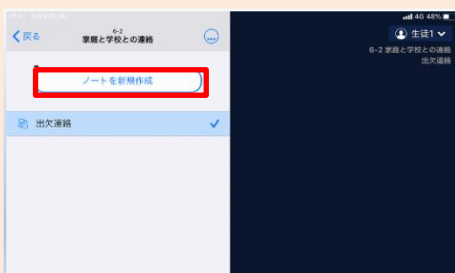 4G 48%
戻る
6-2
家庭と学校との連絡
生徒1
6-2 家庭と学校との連絡
出欠連絡
ノートを新規作成
出欠連絡